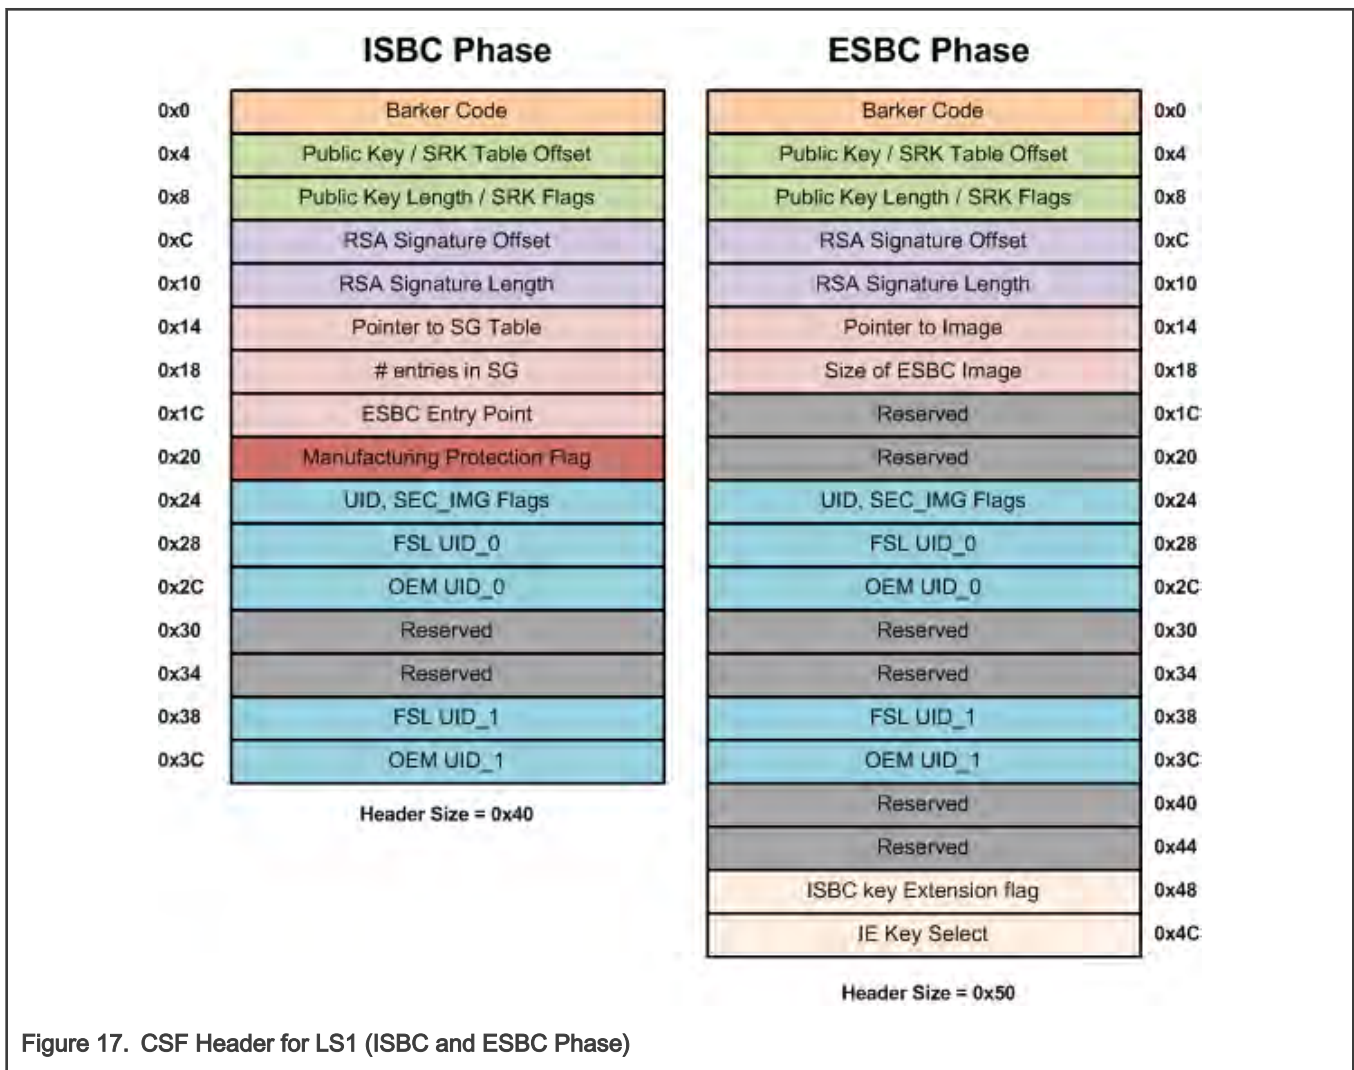 ISBC Phase
ESBC Phase
0x0 Barker Code Barker Code 0x0
0x4 Public Key / SRK Table Offset Public Key / SRK Table Offset 0x4
0x8 Public Key Length / SRK Flags Public Key Length / SRK Flags 0x8
0xC RSA Signature Offset RSA Signature Offset 0xC
0x10 RSA Signature Length RSA Signature Length 0x10
0x14 Pointer to SG Table Pointer to Image 0x14
0x18 # entries in SG Size of ESBC Image 0x18
0x1C ESBC Entry Point Reserved 0x1C
0x20 Manufacturing Protection Flag Reserved 0x20
0x24 UID, SEC_IMG Flags UID, SEC_IMG Flags 0x24
0x28 FSL UID_0 FSL UID_0 0x28
0x2C OEM UID_0 OEM UID_0 0x2C
0x30 Reserved Reserved 0x30
0x34 Reserved Reserved 0x34
0x38 FSL UID_1 FSL UID_1 0x38
0x3C OEM UID_1 OEM UID_1 0x3C
Header Size = 0x40
Reserved 0x40
Reserved 0x44
ISBC key Extension flag 0x48
IE Key Select 0x4C
Header Size = 0x50
Figure 17. CSF Header for LS1 (ISBC and ESBC Phase)